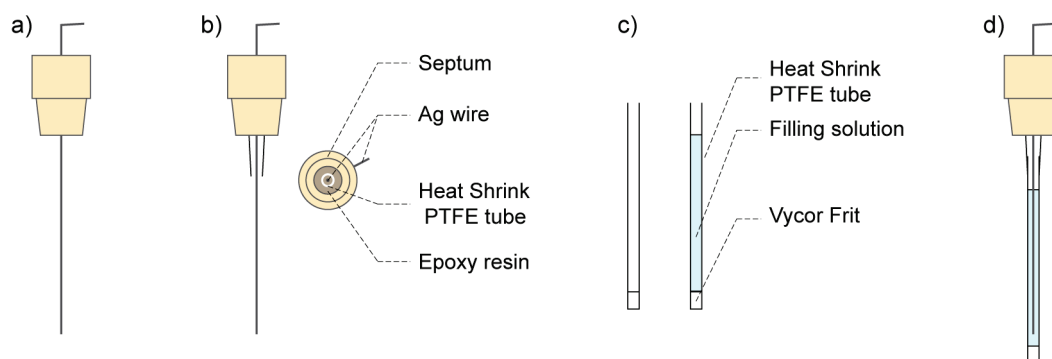 a)
b)
Septum
Ag wire
Heat Shrink
PTFE tube
Epoxy resin
c)
Heat Shrink
PTFE tube
Filling solution
Vycor Frit
d)